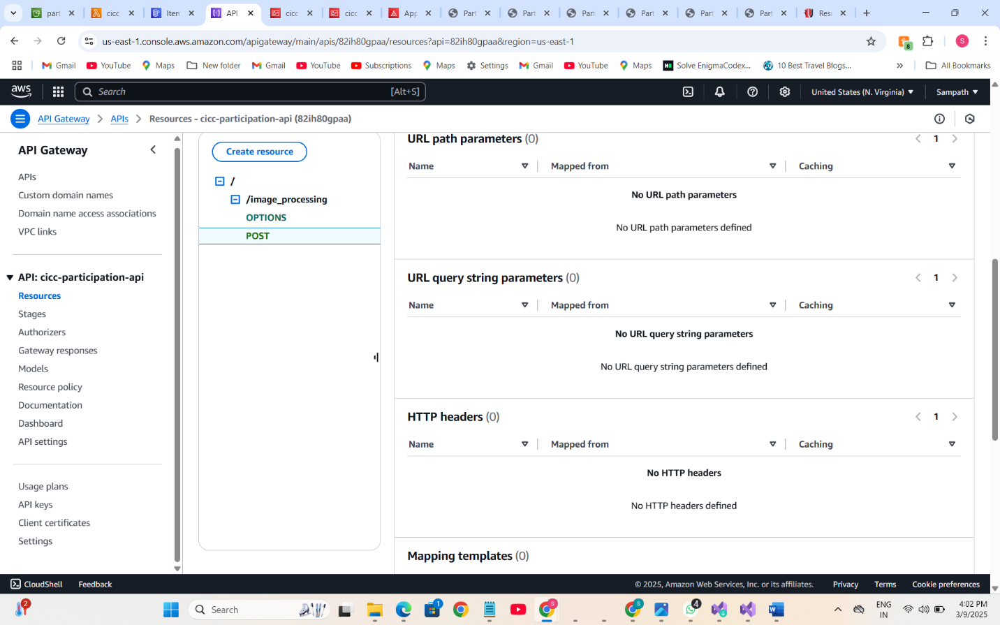 part
cicc
Item
API
cicc
cicc
App
Part
Part
Part
Part
Part
Part
Resu
us-east-1.console.aws.amazon.com/apigateway/main/apis/82ih80gpaa/resources?api=82ih80gpaa&region=us-east-1
8
S
Gmail
YouTube
Maps
New folder
Gmail
YouTube
Subscriptions
Maps
Settings
Gmail
YouTube
Maps
Solve EnigmaCodex...
10 Best Travel Blogs...
All Bookmarks
aws
Search
[Alt+S]
United States (N. Virginia)
Sampath
API Gateway
APIs
Resources - cicc-participation-api (82ih80gpaa)
API Gateway
APIs
Custom domain names
Domain name access associations
VPC links
API: cicc-participation-api
Resources
Stages
Authorizers
Gateway responses
Models
Resource policy
Documentation
Dashboard
API settings
Usage plans
API keys
Client certificates
Settings
Create resource
/
/image_processing
OPTIONS
POST
URL path parameters (0)
1
Name
Mapped from
Caching
No URL path parameters
No URL path parameters defined
URL query string parameters (0)
1
Name
Mapped from
Caching
No URL query string parameters
No URL query string parameters defined
HTTP headers (0)
1
Name
Mapped from
Caching
No HTTP headers
No HTTP headers defined
Mapping templates (0)
CloudShell
Feedback
© 2025, Amazon Web Services, Inc. or its affiliates.
Privacy
Terms
Cookie preferences
2
Search
1
S
S
4
ENG
IN
4:02 PM
3/9/2025